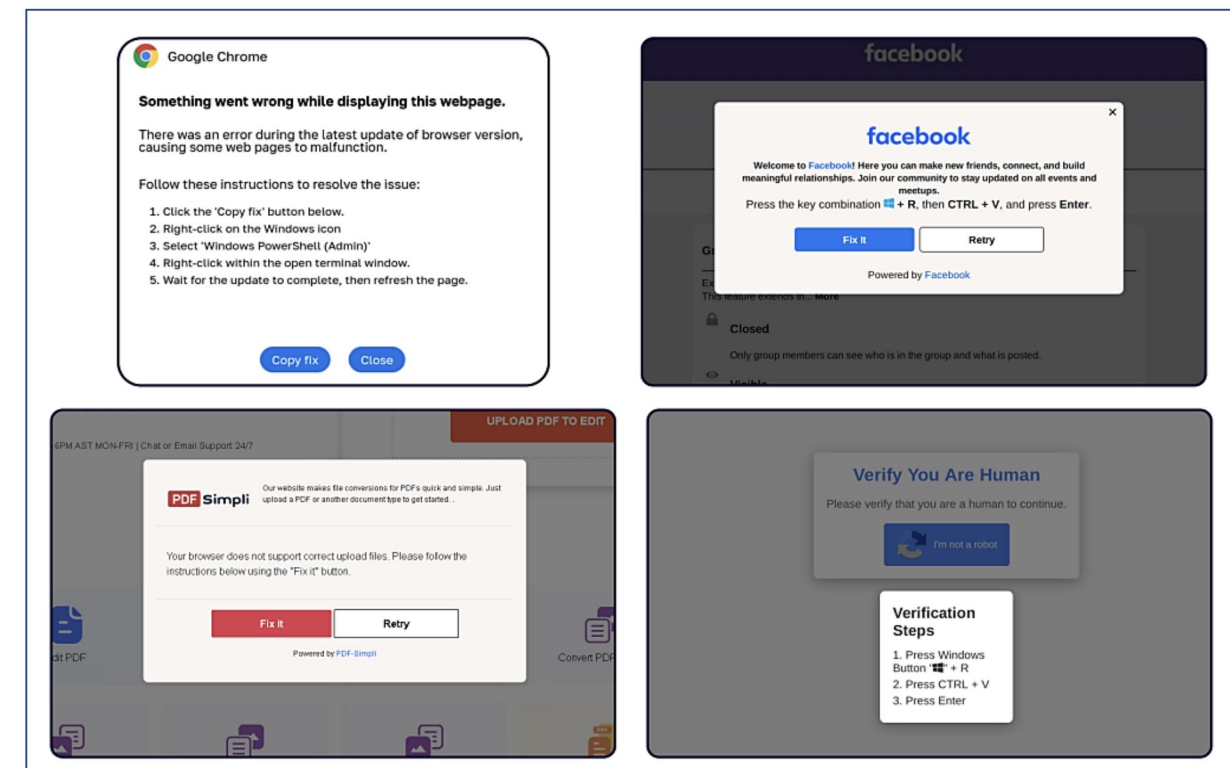 Google Chrome
Something went wrong while displaying this webpage.
There was an error during the latest update of browser version,
causing some web pages to malfunction.
Follow these instructions to resolve the issue:
1. Click the 'Copy fix' button below.
2. Right-click on the Windows icon
3. Select 'Windows PowerShell (Admin)'
4. Right-click within the open terminal window.
5. Wait for the update to complete, then refresh the page.
Copy fix
Close
facebook
facebook
Welcome to Facebook! Here you can make new friends, connect, and build
meaningful relationships. Join our community to stay updated on all events and
meetups.
Press the key combination + R, then CTRL + V, and press Enter.
Fix It
Retry
Powered by Facebook
This feature extends in... More
Closed
Only group members can see who is in the group and what is posted.
Visible
UPLOAD PDF TO EDIT
6PM AST MON-FRI | Chat or Email Support 24/7
PDF Simpli
Our website makes file conversions for PDFs quick and simple. Just
upload a PDF or another document type to get started. .
Your browser does not support correct upload files. Please follow the
instructions below using the "Fix it" button.
Fix it
Retry
Powered by PDF-Simpli
dit PDF
Convert PDF
Verify You Are Human
Please verify that you are a human to continue.
I'm not a robot
Verification
Steps
1. Press Windows
Button "" + R
2. Press CTRL + V
3. Press Enter